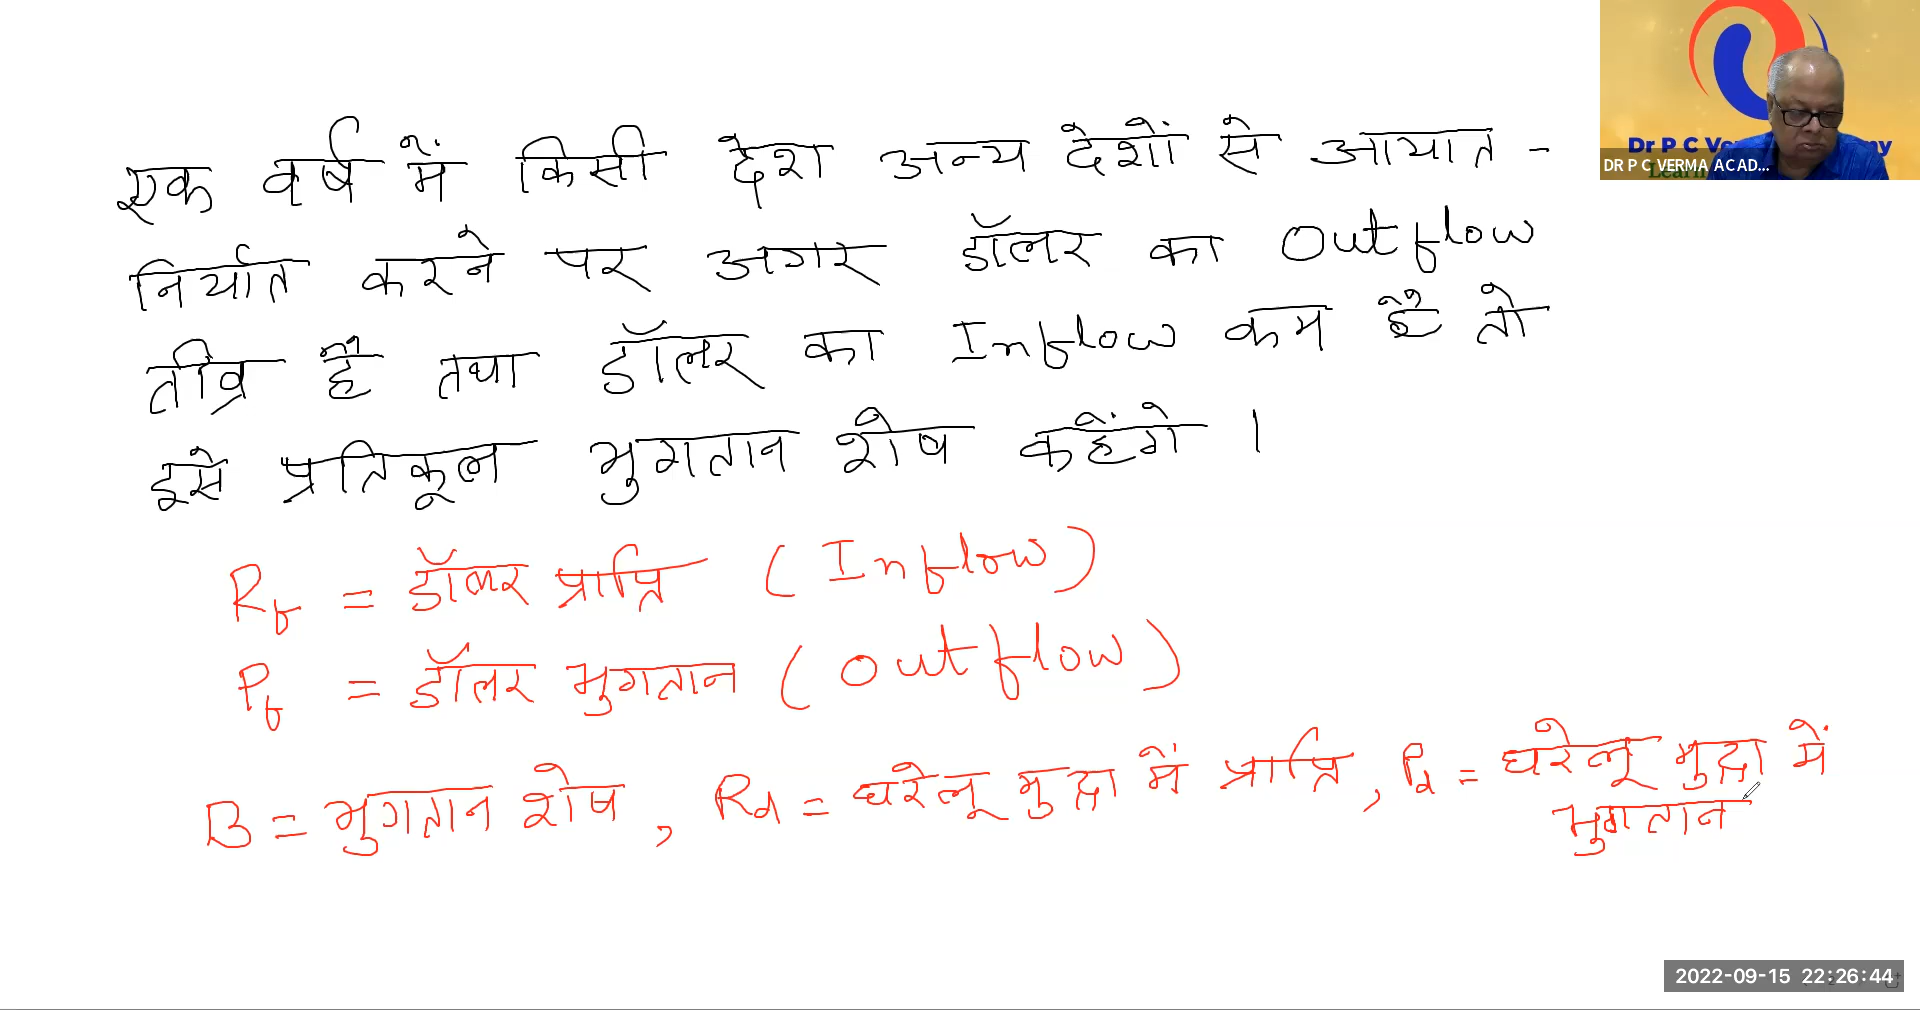 एक वर्ष में किसी देश अन्य देशों से आयात -
निर्यात करने पर अगर डॉलर का Outflow
तीव्र है तथा डॉलर का Inflow कम है तो
इसे प्रतिकूल भुगतान शेष कहेंगे ।
Rf = डॉलर प्राप्ति (Inflow)
Pf = डॉलर भुगतान (Outflow)
B = भुगतान शेष , Rd = घरेलू मुद्रा में प्राप्ति , Pd = घरेलू मुद्रा में
भुगतान
Dr P C
DR P C VERMA ACAD...
2022-09-15 22:26:44